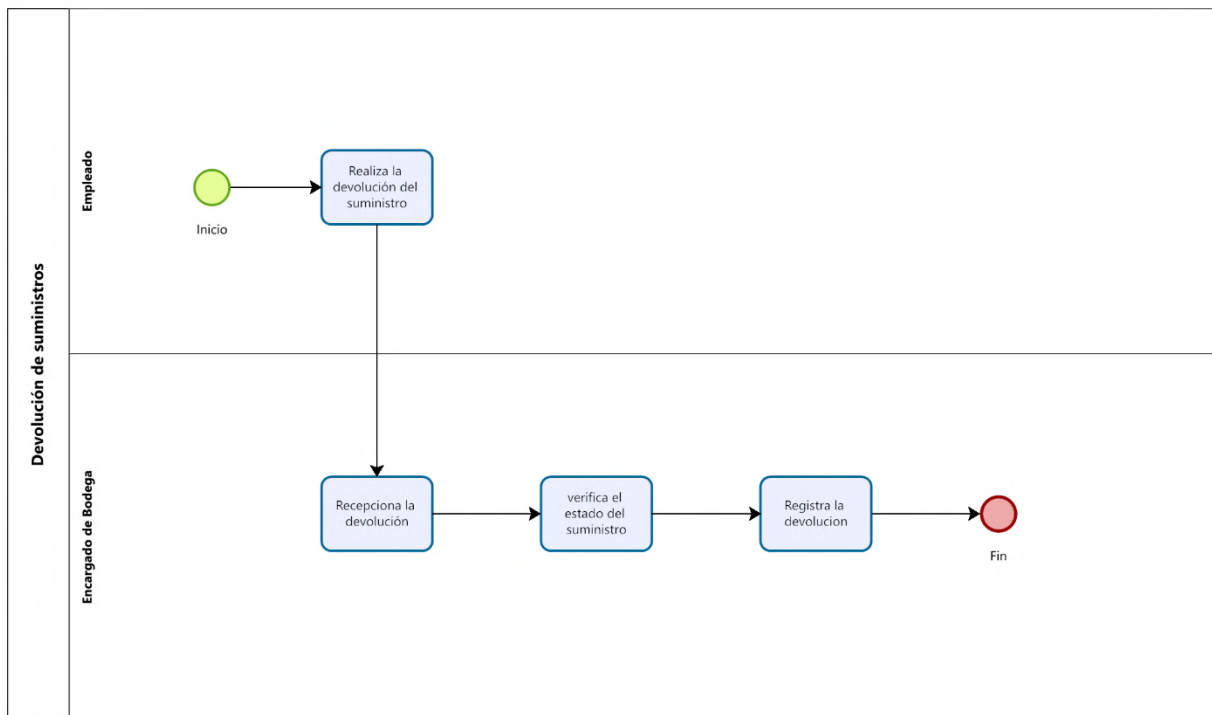 Devolución de suministros
Empleado
Inicio
Realiza la
devolución del
suministro
Encargado de Bodega
Recepciona la
devolución
verifica el
estado del
suministro
Registra la
devolucion
Fin